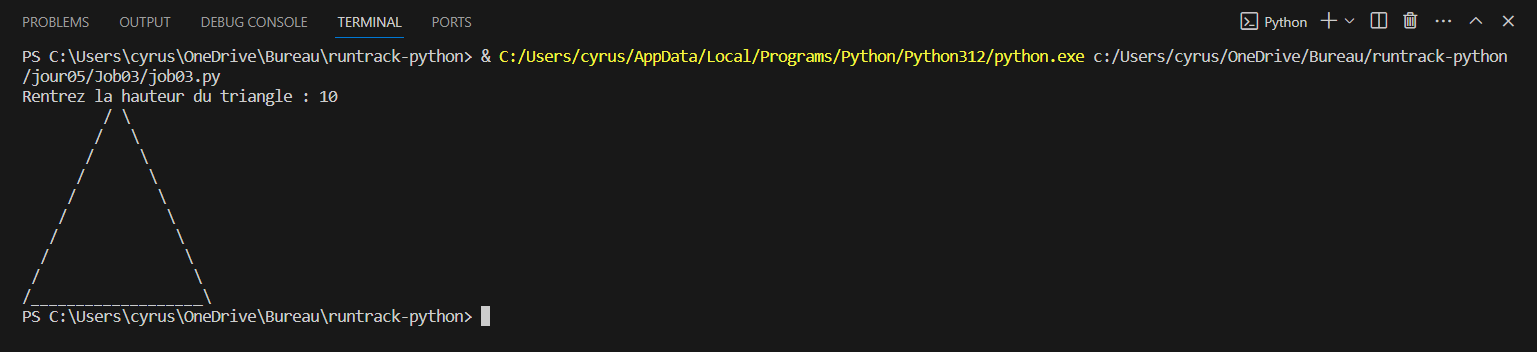 PROBLEMS OUTPUT DEBUG CONSOLE TERMINAL PORTS Python
PS C:\Users\cyrus\OneDrive\Bureau\runtrack-python> & C:/Users/cyrus/AppData/Local/Programs/Python/Python312/python.exe c:/Users/cyrus/OneDrive/Bureau/runtrack-python
/jour05/Job03/job03.py
Rentrez la hauteur du triangle : 10
         / \
        /   \
       /     \
      /       \
     /         \
    /           \
   /             \
  /               \
 /                 \
/___________________\
PS C:\Users\cyrus\OneDrive\Bureau\runtrack-python>